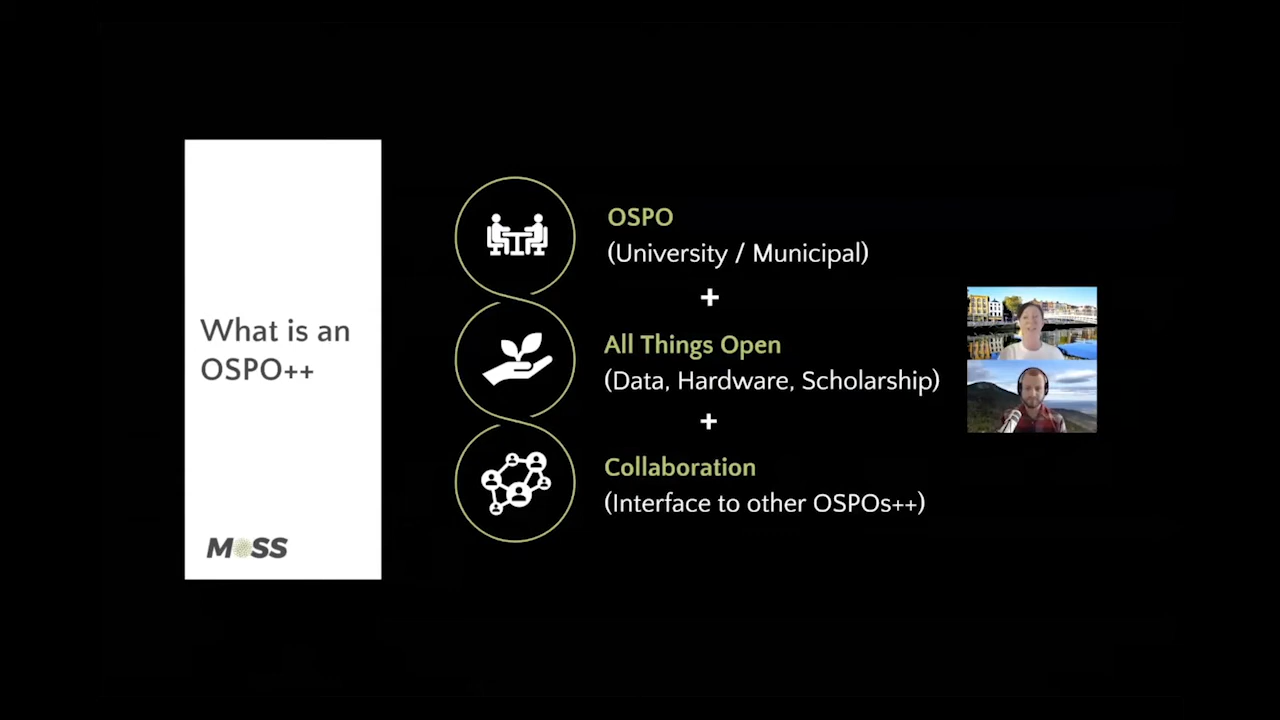 What is an
OSPO++
MOSS
OSPO
(University / Municipal)
+
All Things Open
(Data, Hardware, Scholarship)
+
Collaboration
(Interface to other OSPOs++)